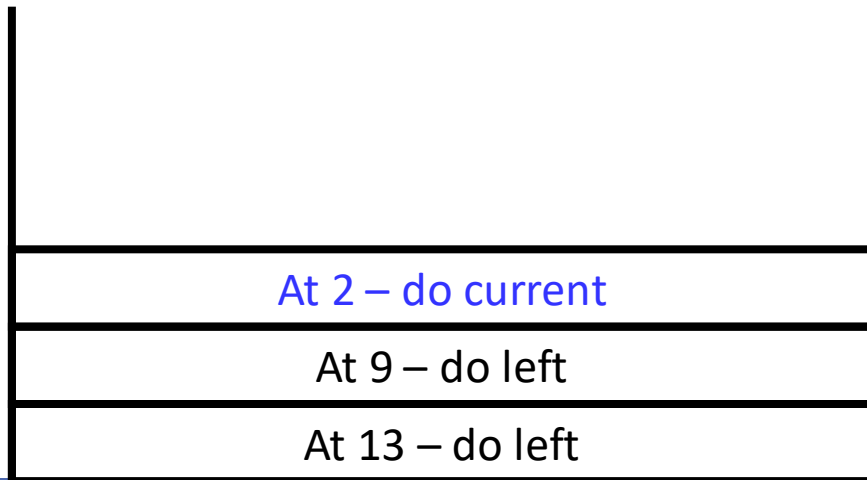 At 2 – do current
At 9 – do left
At 13 – do left